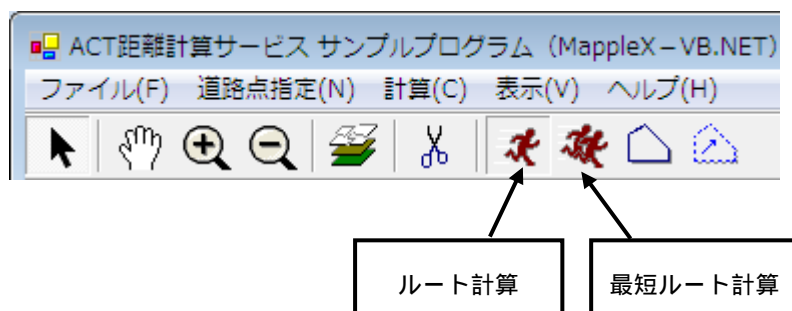 ACT距離計算サービス サンプルプログラム（MappleX－VB.NET）
ファイル(F) 道路点指定(N) 計算(C) 表示(V) ヘルプ(H)
ルート計算
最短ルート計算